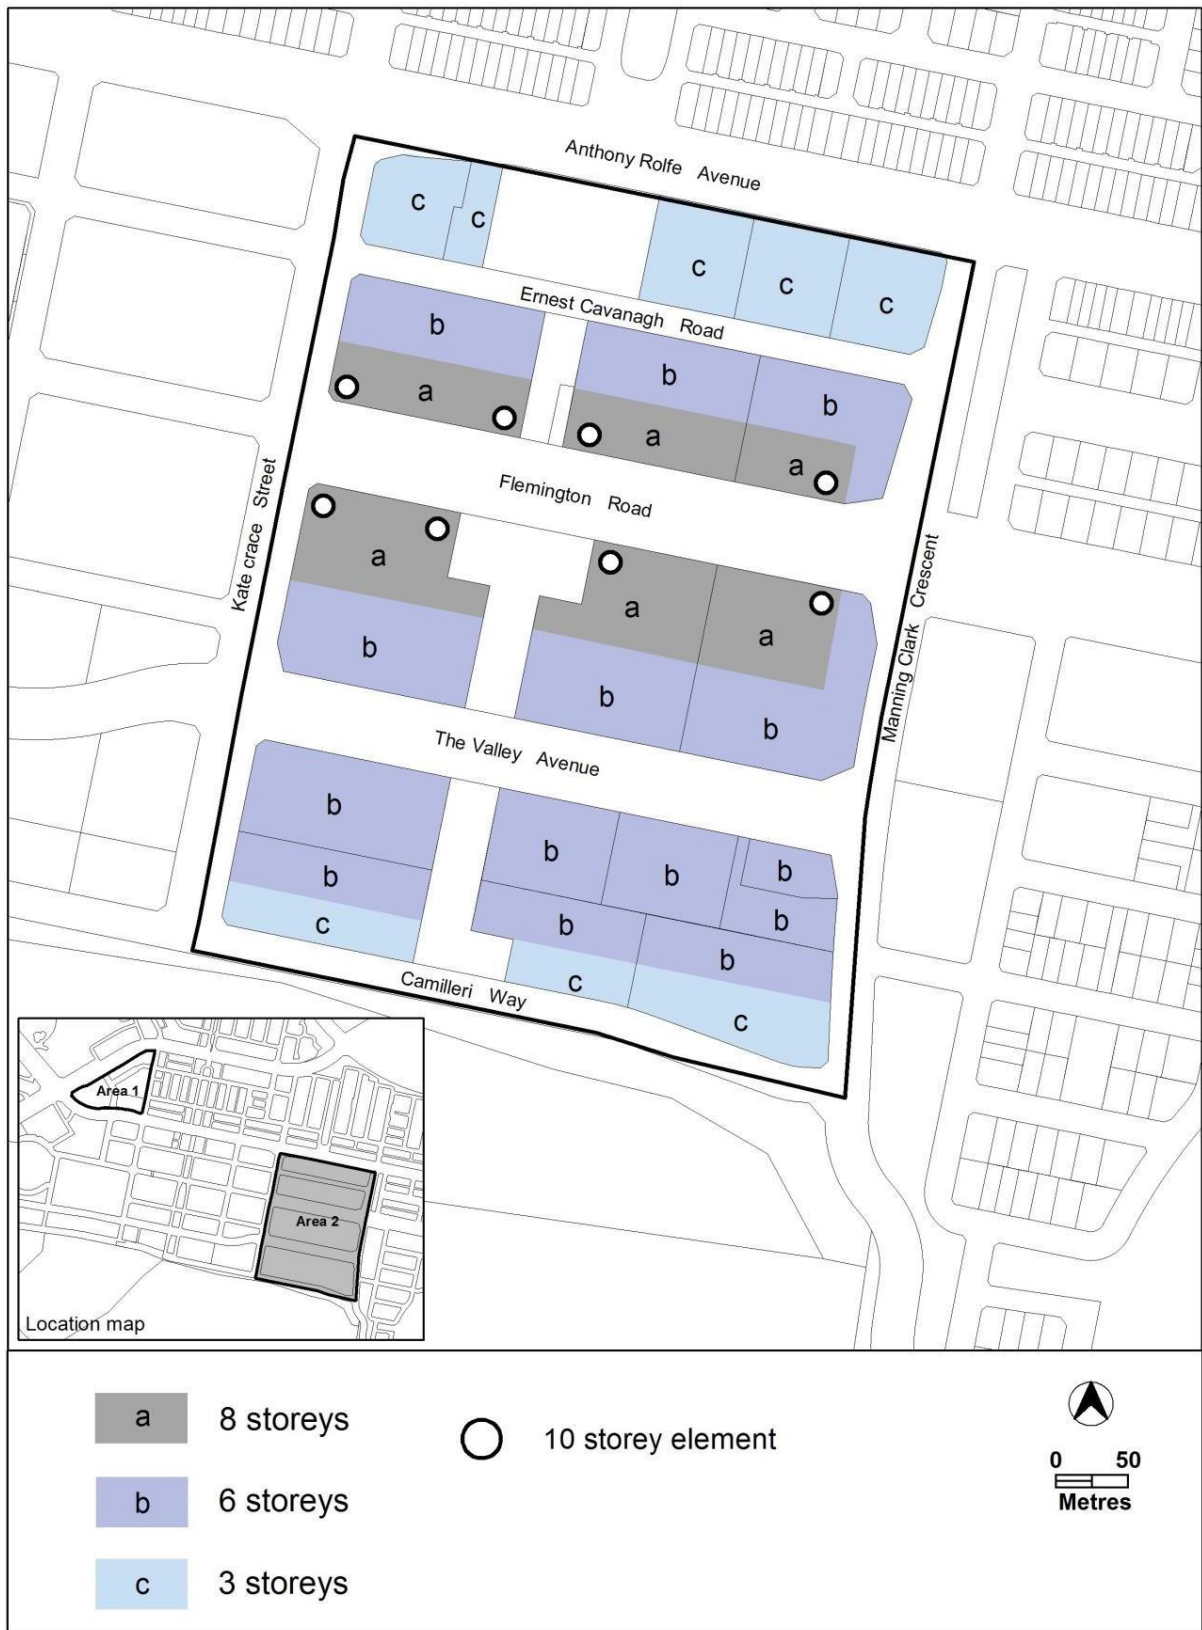 Anthony Rolfe Avenue
c
c
c
c
c
Ernest Cavanagh Road
b
b
b
a
a
a
Flemington Road
Kate crace Street
Manning Clark Crescent
a
a
a
b
b
b
The Valley Avenue
b
b
b
b
b
b
b
b
c
c
c
Camilleri Way
Area 1
Area 2
Location map
a 8 storeys
10 storey element
b 6 storeys
c 3 storeys
0 50
Metres